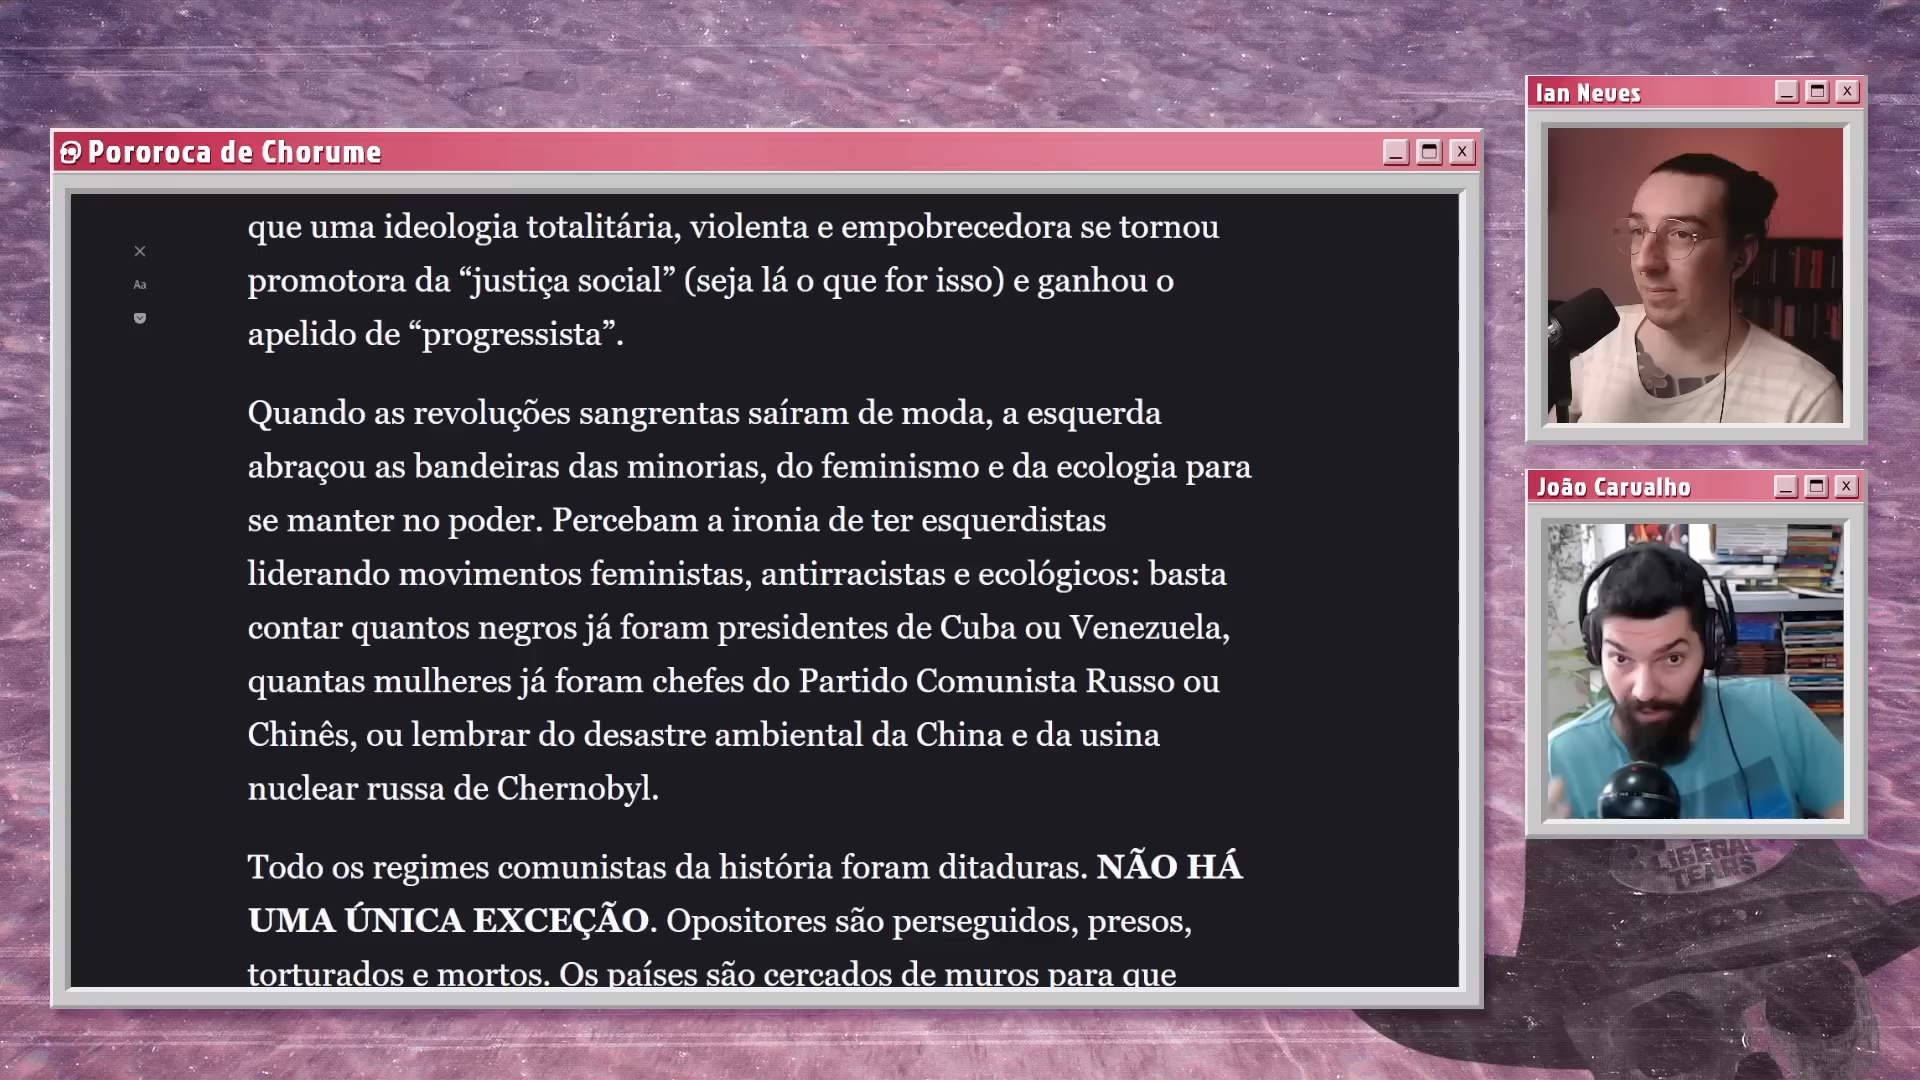 Ian Neves
Pororoca de Chorume
que uma ideologia totalitária, violenta e empobrecedora se tornou
promotora da “justiça social” (seja lá o que for isso) e ganhou o
apelido de “progressista”.
Quando as revoluções sangrentas saíram de moda, a esquerda
abraçou as bandeiras das minorias, do feminismo e da ecologia para
se manter no poder. Percebam a ironia de ter esquerdistas
liderando movimentos feministas, antirracistas e ecológicos: basta
contar quantos negros já foram presidentes de Cuba ou Venezuela,
quantas mulheres já foram chefes do Partido Comunista Russo ou
Chinês, ou lembrar do desastre ambiental da China e da usina
nuclear russa de Chernobyl.
Todo os regimes comunistas da história foram ditaduras. NÃO HÁ
UMA ÚNICA EXCEÇÃO. Opositores são perseguidos, presos,
torturados e mortos. Os países são cercados de muros para que
Aa
João Carvalho
LIBERAL
TEARS